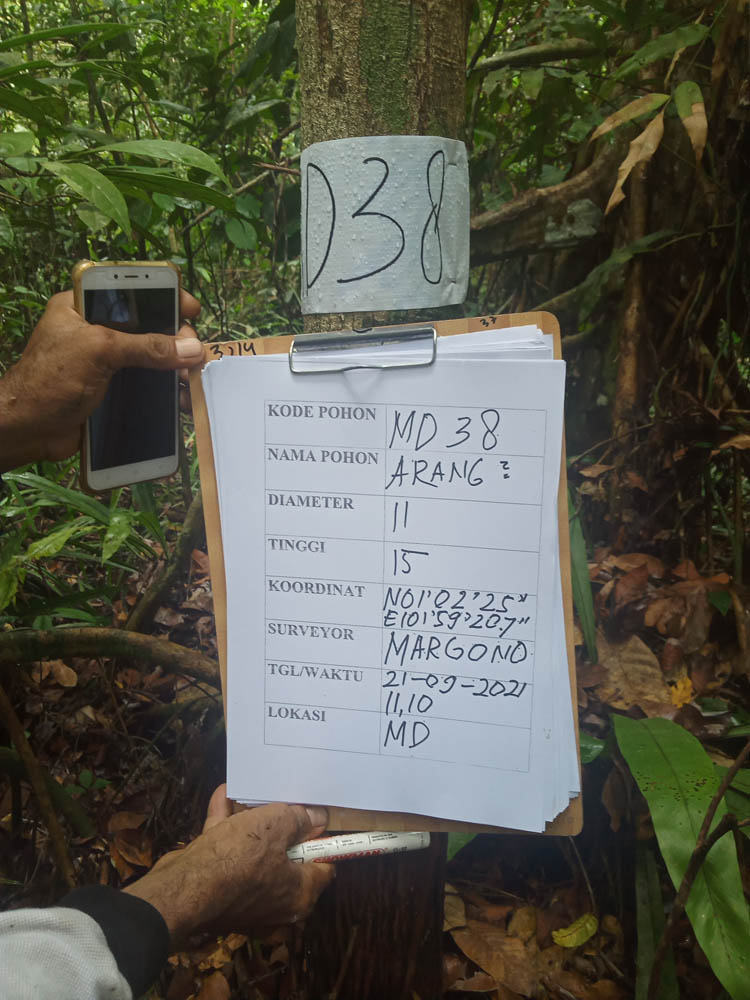 D38
KODE POHON MD 38
NAMA POHON ARANG ?
DIAMETER 11
TINGGI 15
KOORDINAT N01°02'25"
E101°59'20.7"
SURVEYOR MARGONO
TGL/WAKTU 21-09-2021
11,10
LOKASI MD